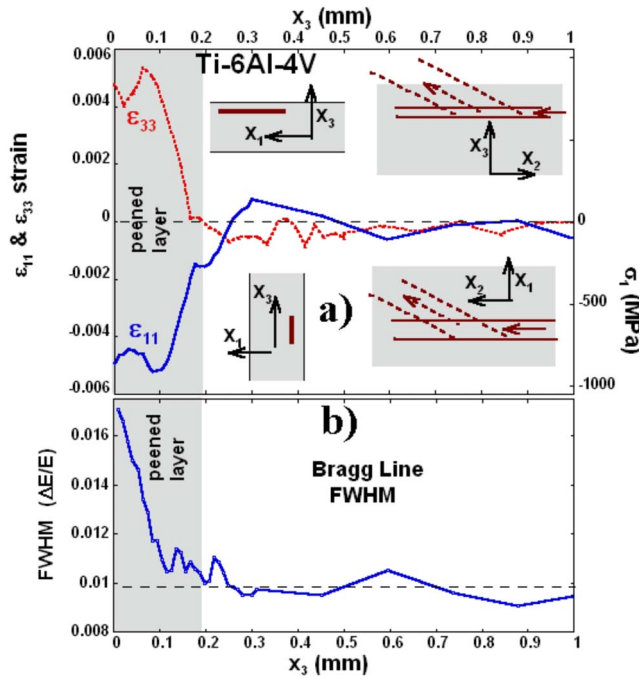 x3 (mm)
0 0.1 0.2 0.3 0.4 0.5 0.6 0.7 0.8 0.9 1
0.006
0.004
0.002
0
-0.002
-0.004
-0.006
ε11 & ε33 strain
Ti-6Al-4V
ε33
ε11
peened
layer
X3
X1
X3
X2
X3
X1
a)
X2
X1
0
-500
-1000
σ1 (MPa)
b)
0.016
0.014
0.012
0.01
0.008
FWHM (ΔE/E)
peened
layer
Bragg Line
FWHM
0 0.1 0.2 0.3 0.4 0.5 0.6 0.7 0.8 0.9 1
x3 (mm)